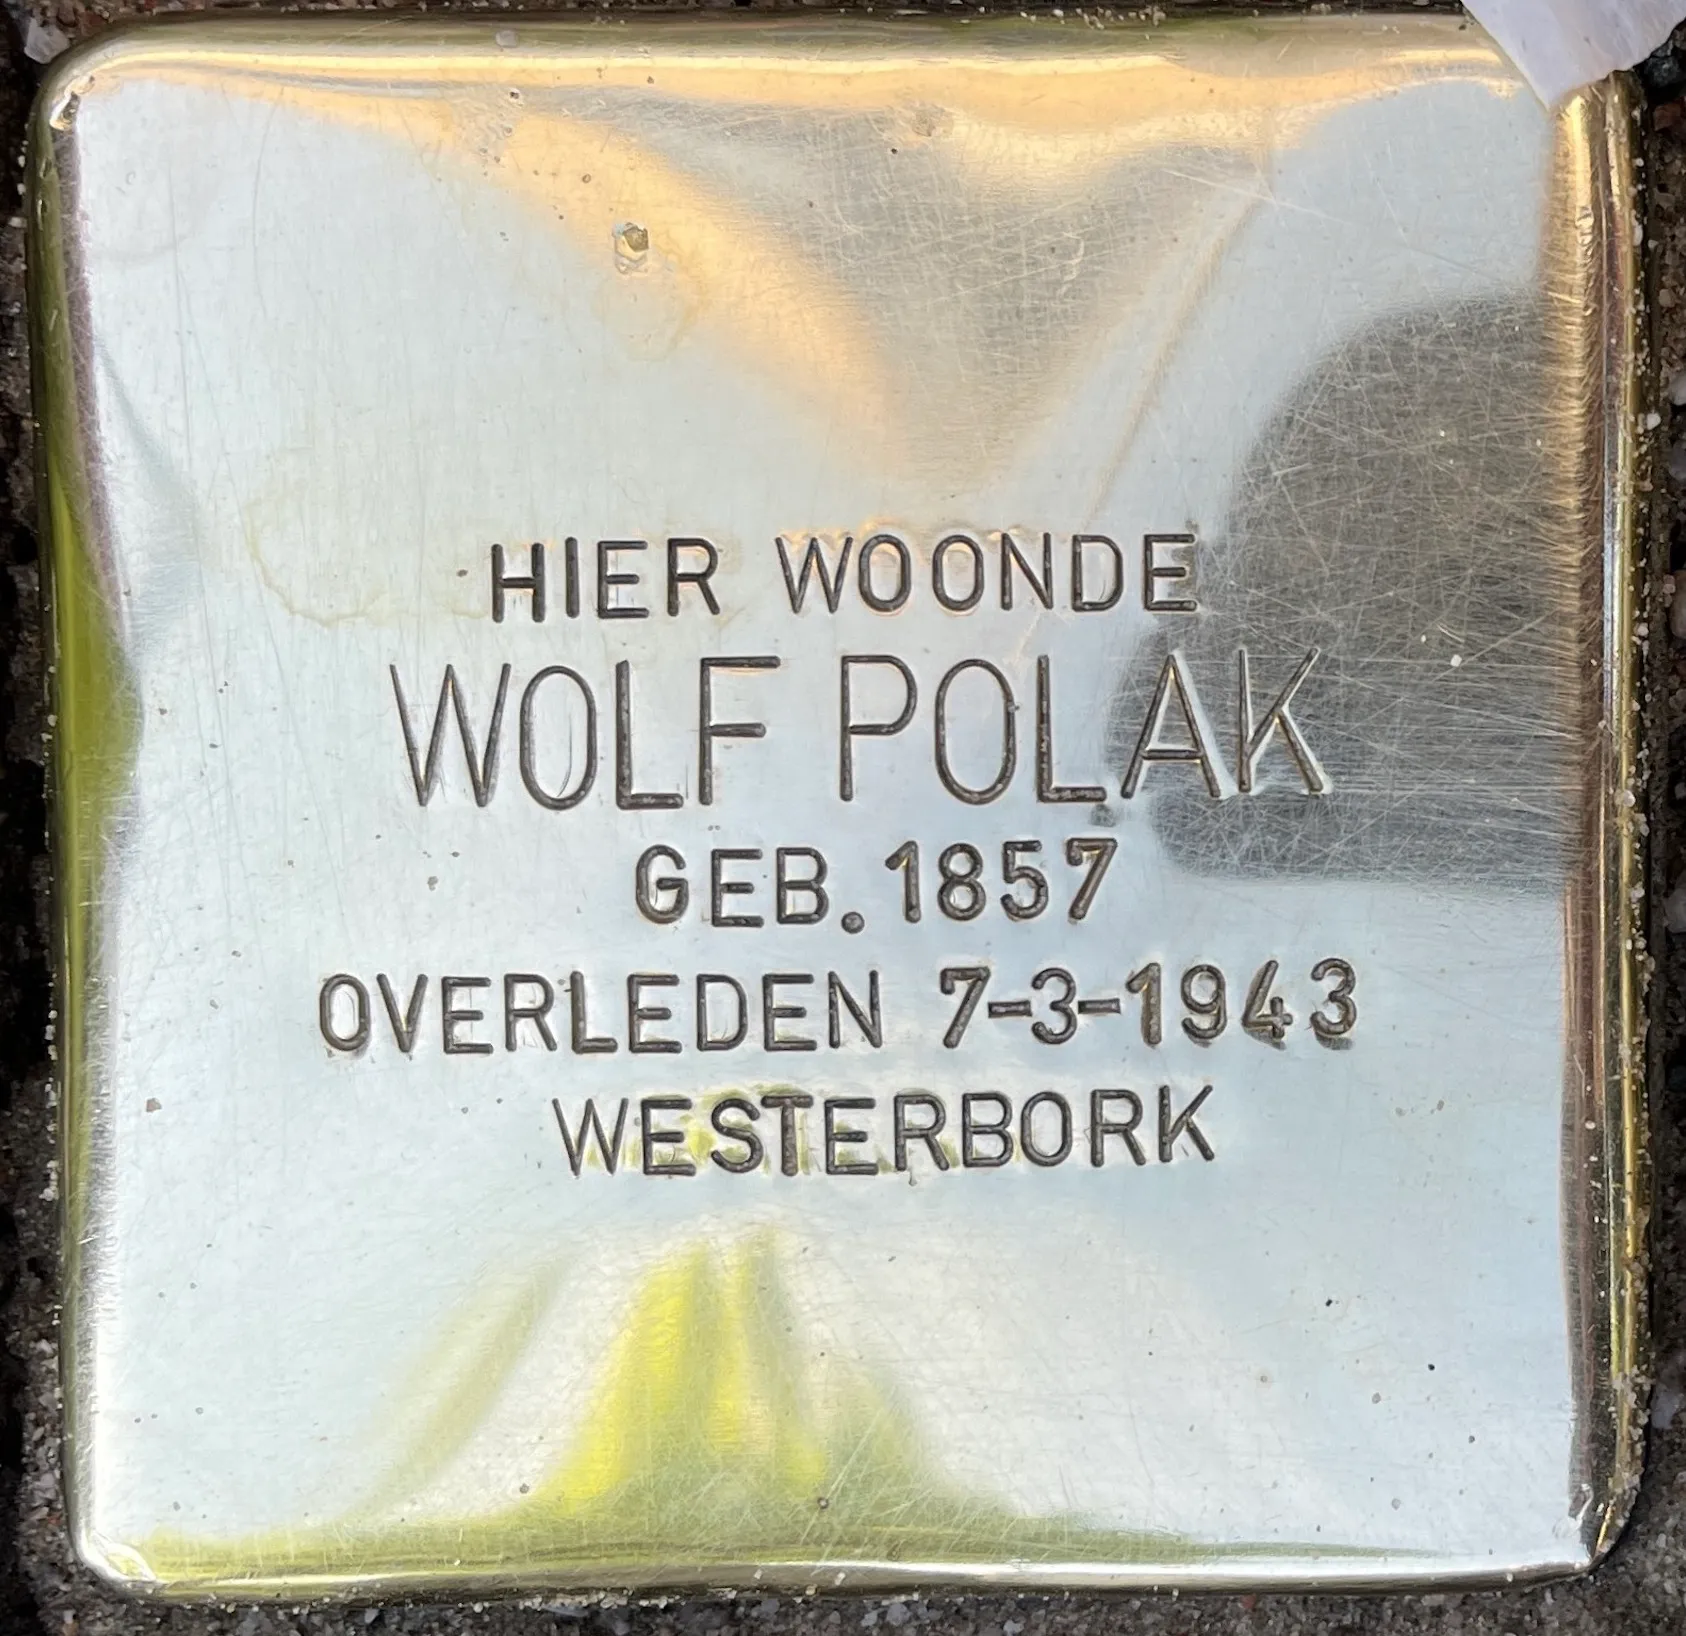 HIER WOONDE
WOLF POLAK
GEB. 1857
OVERLEDEN 7-3-1943
WESTERBORK